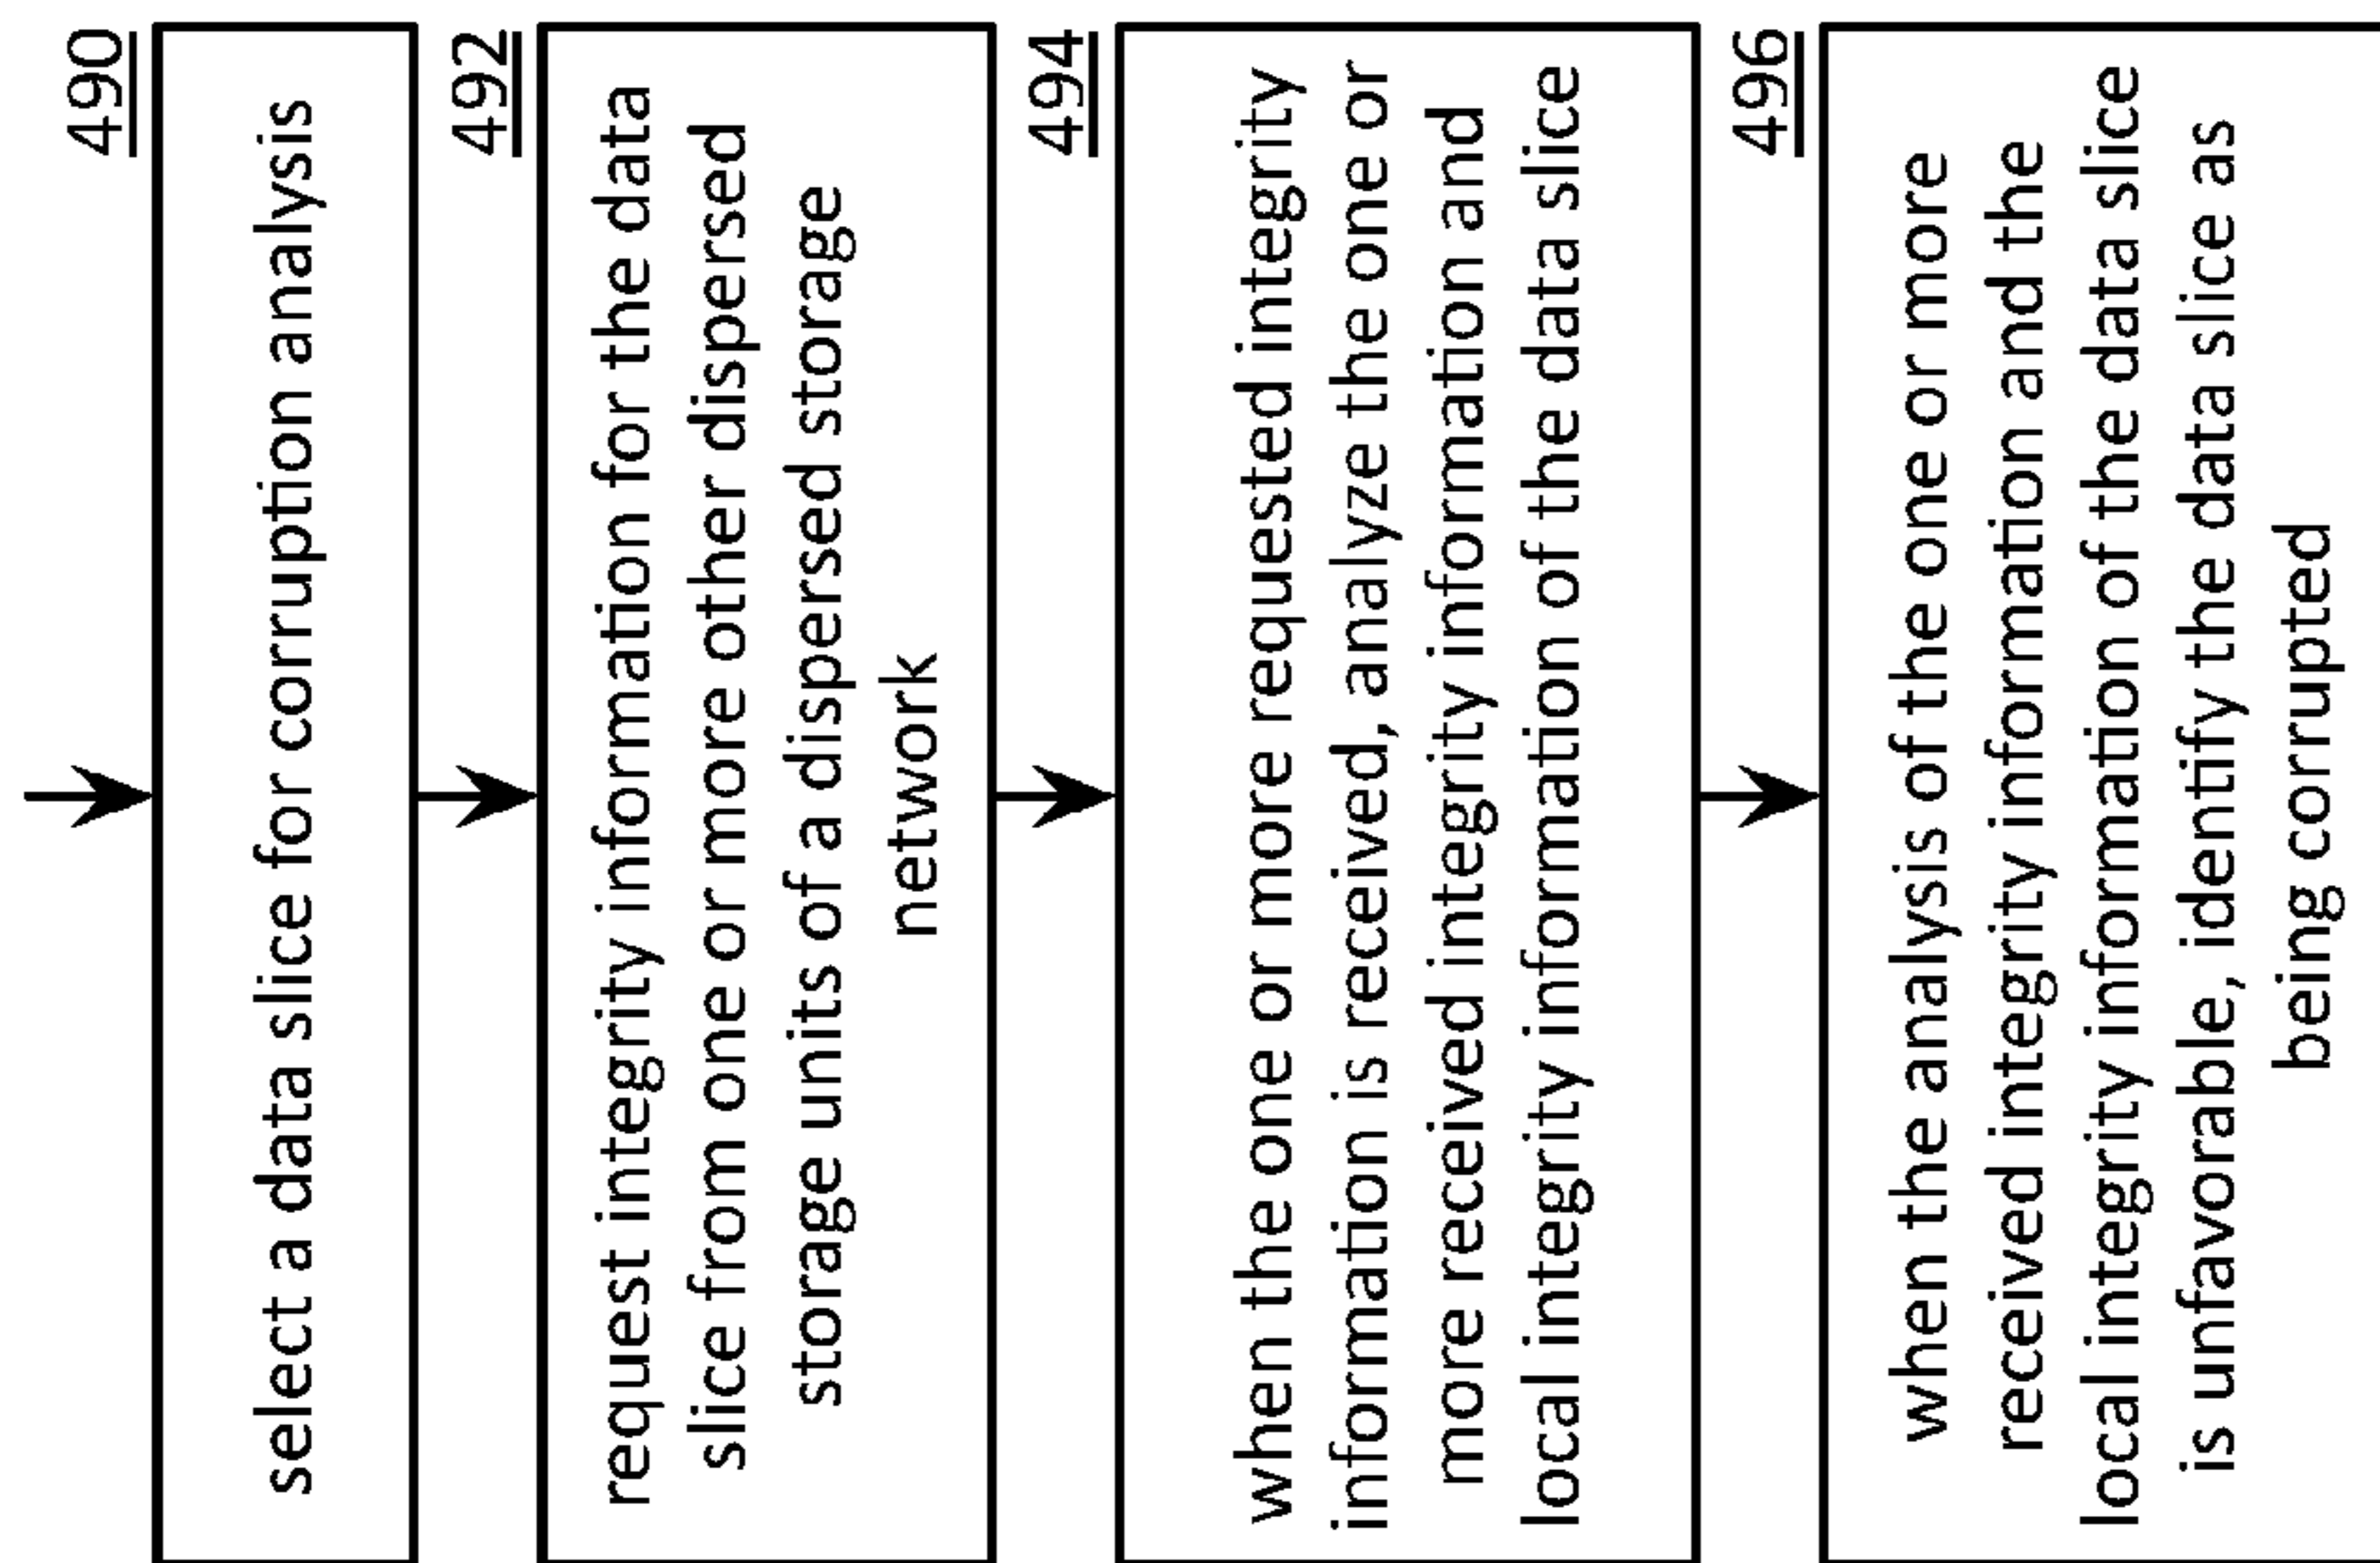 490
select a data slice for corruption analysis
492
request integrity information for the data
slice from one or more other dispersed
storage units of a dispersed storage
network
494
when the one or more requested integrity
information is received, analyze the one or
more received integrity information and
local integrity information of the data slice
496
when the analysis of the one or more
received integrity information and the
local integrity information of the data slice
is unfavorable, identify the data slice as
being corrupted